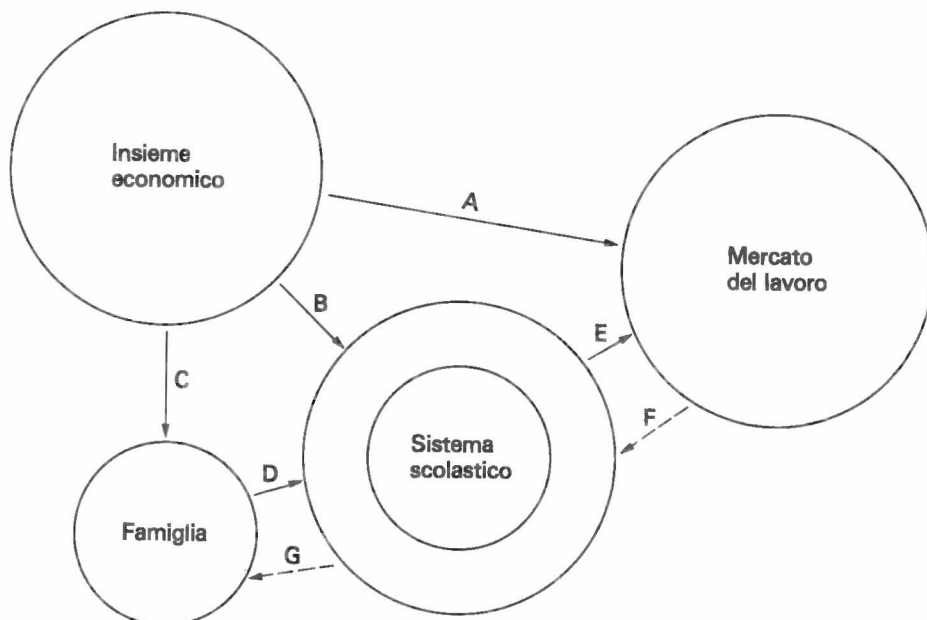 Insieme
economico
A
Mercato
del lavoro
B
E
C
F
Sistema
scolastico
D
Famiglia
G